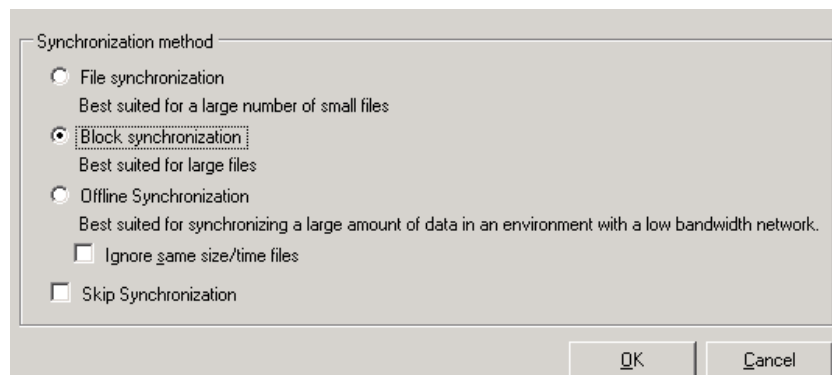 Synchronization method
File synchronization
Best suited for a large number of small files
Block synchronization
Best suited for large files
Offline Synchronization
Best suited for synchronizing a large amount of data in an environment with a low bandwidth network.
Ignore same size/time files
Skip Synchronization
OK Cancel